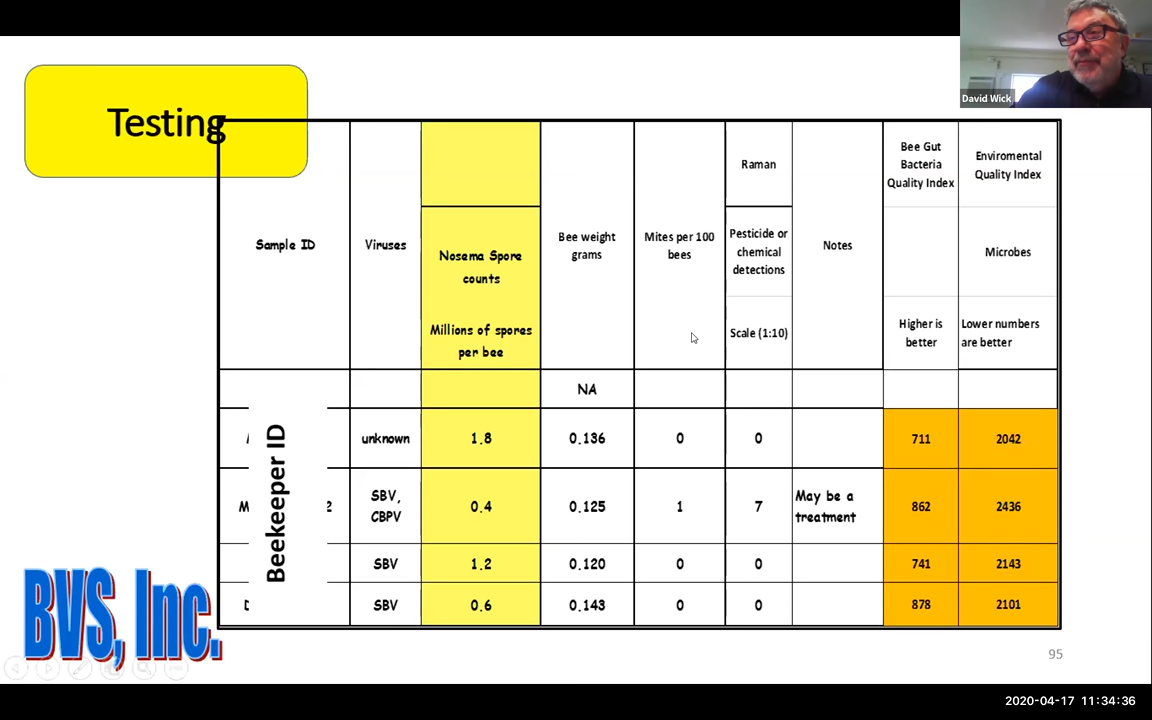 David Wick
Testing
Sample ID
Viruses
Nosema Spore
counts
Millions of spores
per bee
Bee weight
grams
Mites per 100
bees
Raman
Pesticide or
chemical
detections
Scale (1:10)
Notes
Bee Gut
Bacteria
Quality Index
Higher is
better
Enviromental
Quality Index
Microbes
Lower numbers
are better
NA
Beekeeper ID
unknown 1.8 0.136 0 0 711 2042
M 2
SBV,
CBPV
0.4 0.125 1 7
May be a
treatment
862 2436
SBV 1.2 0.120 0 0 741 2143
SBV 0.6 0.143 0 0 878 2101
BVS, Inc.
95
2020-04-17 11:34:36